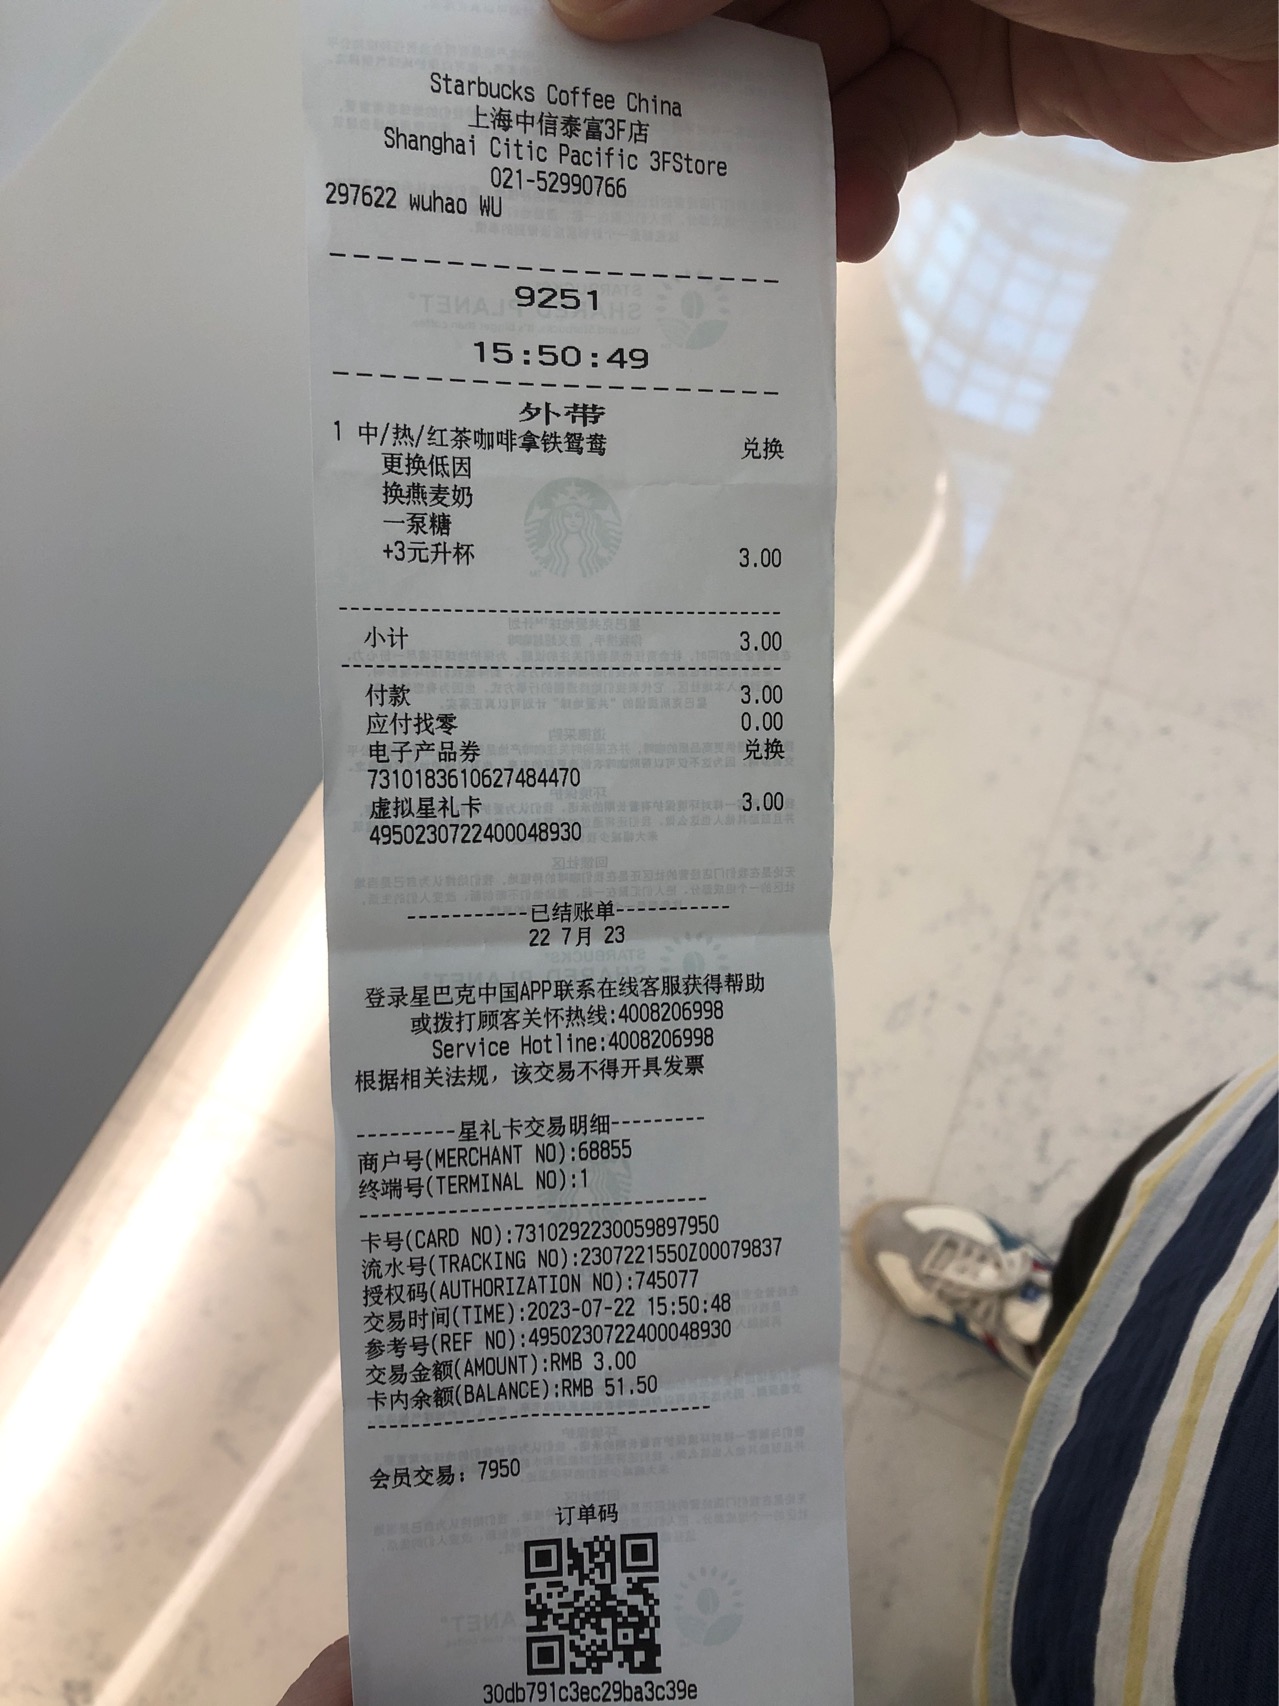 Starbucks Coffee China
上海中信泰富3F店
Shanghai Citic Pacific 3FStore
021-52990766
297622 wuhao WU
9251
15:50:49
外带
1 中/热/红茶咖啡拿铁鸳鸯 兑换
更换低因
换燕麦奶
一泵糖
+3元升杯 3.00
小计 3.00
付款 3.00
应付找零 0.00
电子产品券 兑换
73101836106274844​70
虚拟星礼卡 3.00
4950230722400048930
-----------已结账单-----------
22 7月 23
登录星巴克中国APP联系在线客服获得帮助
或拨打顾客关怀热线:4008206998
Service Hotline:4008206998
根据相关法规，该交易不得开具发票
---------星礼卡交易明细---------
商户号(MERCHANT NO):68855
终端号(TERMINAL NO):1
卡号(CARD NO):7310292230059897950
流水号(TRACKING NO):2307221550Z00079837
授权码(AUTHORIZATION NO):745077
交易时间(TIME):2023-07-22 15:50:48
参考号(REF NO):4950230722400048930
交易金额(AMOUNT):RMB 3.00
卡内余额(BALANCE):RMB 51.50
会员交易：7950
订单码
30db791c3ec29ba3c39e